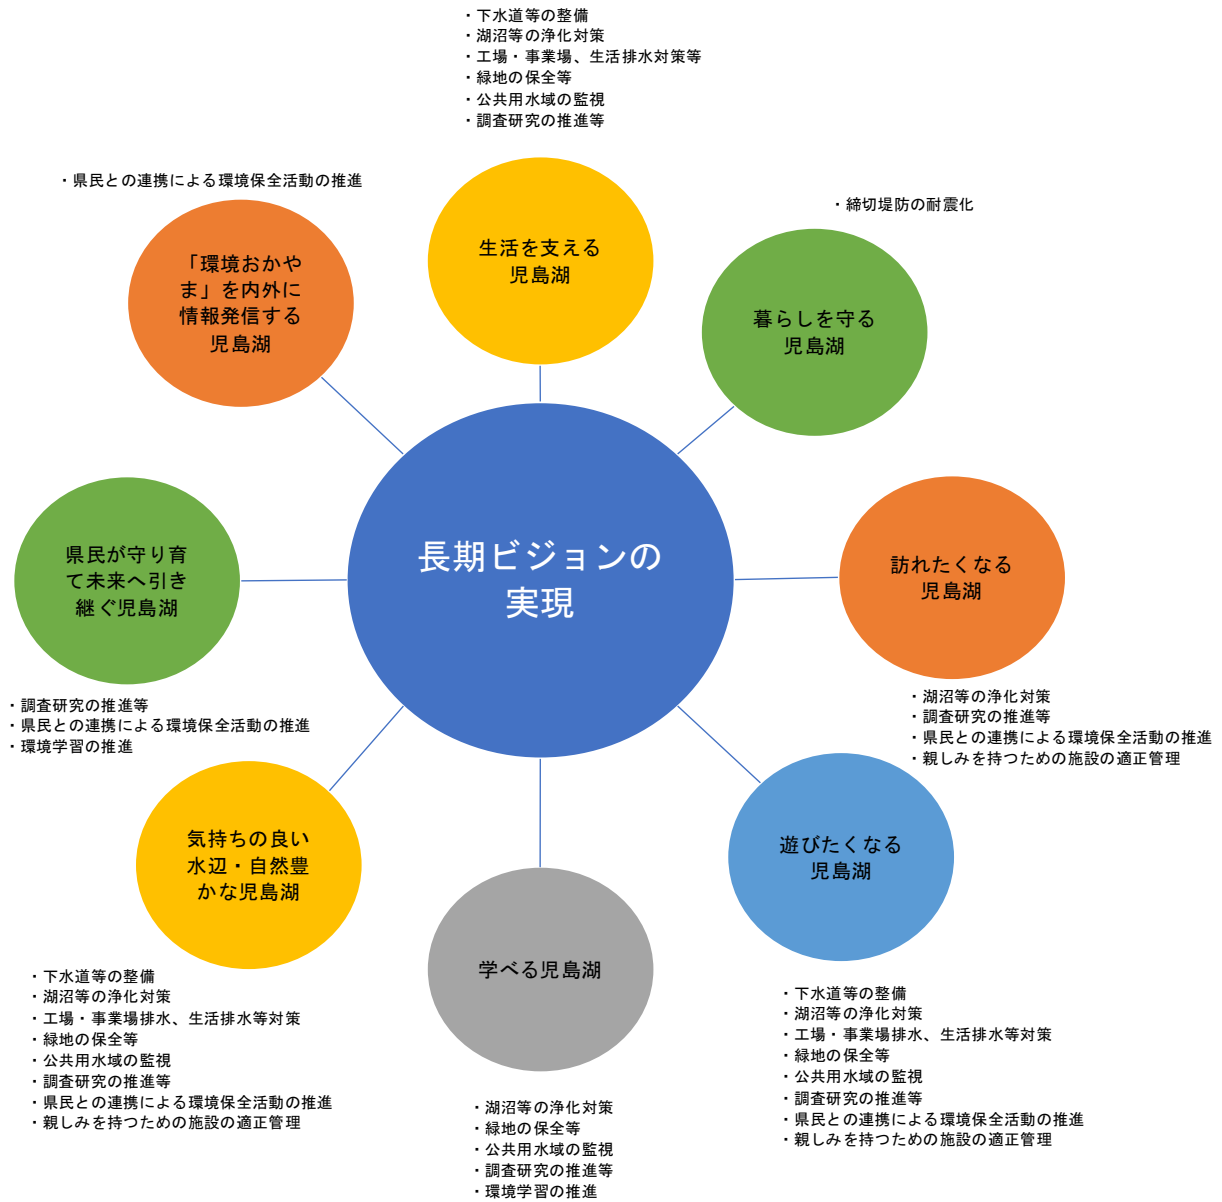 ・下水道等の整備
・湖沼等の浄化対策
・工場・事業場、生活排水対策等
・緑地の保全等
・公共用水域の監視
・調査研究の推進等
生活を支える
児島湖
・締切堤防の耐震化
暮らしを守る
児島湖
訪れたくなる
児島湖
・湖沼等の浄化対策
・調査研究の推進等
・県民との連携による環境保全活動の推進
・親しみを持つための施設の適正管理
遊びたくなる
児島湖
・下水道等の整備
・湖沼等の浄化対策
・工場・事業場排水、生活排水等対策
・緑地の保全等
・公共用水域の監視
・調査研究の推進等
・県民との連携による環境保全活動の推進
・親しみを持つための施設の適正管理
学べる児島湖
・湖沼等の浄化対策
・緑地の保全等
・公共用水域の監視
・調査研究の推進等
・環境学習の推進
気持ちの良い
水辺・自然豊
かな児島湖
・下水道等の整備
・湖沼等の浄化対策
・工場・事業場排水、生活排水等対策
・緑地の保全等
・公共用水域の監視
・調査研究の推進等
・県民との連携による環境保全活動の推進
・親しみを持つための施設の適正管理
県民が守り育
て未来へ引き
継ぐ児島湖
・調査研究の推進等
・県民との連携による環境保全活動の推進
・環境学習の推進
・県民との連携による環境保全活動の推進
「環境おかや
ま」を内外に
情報発信する
児島湖
長期ビジョンの
実現